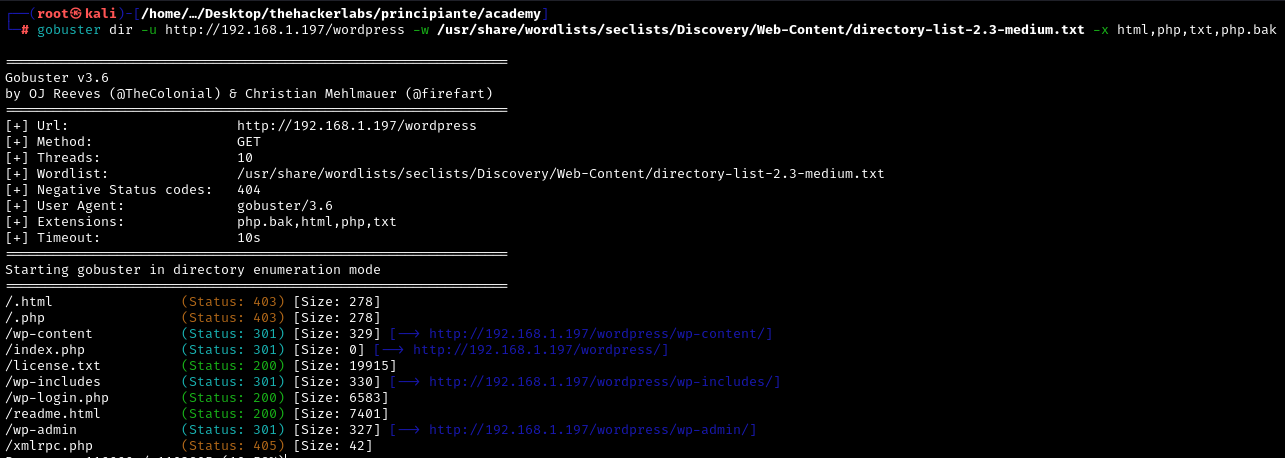 ┌──(root㉿kali)-[/home/…/Desktop/thehackerlabs/principiante/academy]
└─# gobuster dir -u http://192.168.1.197/wordpress -w /usr/share/wordlists/seclists/Discovery/Web-Content/directory-list-2.3-medium.txt -x html,php,txt,php.bak
===============================================================
Gobuster v3.6
by OJ Reeves (@TheColonial) & Christian Mehlmauer (@firefart)
===============================================================
[+] Url:                     http://192.168.1.197/wordpress
[+] Method:                  GET
[+] Threads:                 10
[+] Wordlist:                /usr/share/wordlists/seclists/Discovery/Web-Content/directory-list-2.3-medium.txt
[+] Negative Status codes:   404
[+] User Agent:              gobuster/3.6
[+] Extensions:              php.bak,html,php,txt
[+] Timeout:                 10s
===============================================================
Starting gobuster in directory enumeration mode
===============================================================
/.html                (Status: 403) [Size: 278]
/.php                 (Status: 403) [Size: 278]
/wp-content           (Status: 301) [Size: 329] [--> http://192.168.1.197/wordpress/wp-content/]
/index.php            (Status: 301) [Size: 0] [--> http://192.168.1.197/wordpress/]
/license.txt          (Status: 200) [Size: 19915]
/wp-includes          (Status: 301) [Size: 330] [--> http://192.168.1.197/wordpress/wp-includes/]
/wp-login.php         (Status: 200) [Size: 6583]
/readme.html          (Status: 200) [Size: 7401]
/wp-admin             (Status: 301) [Size: 327] [--> http://192.168.1.197/wordpress/wp-admin/]
/xmlrpc.php           (Status: 405) [Size: 42]